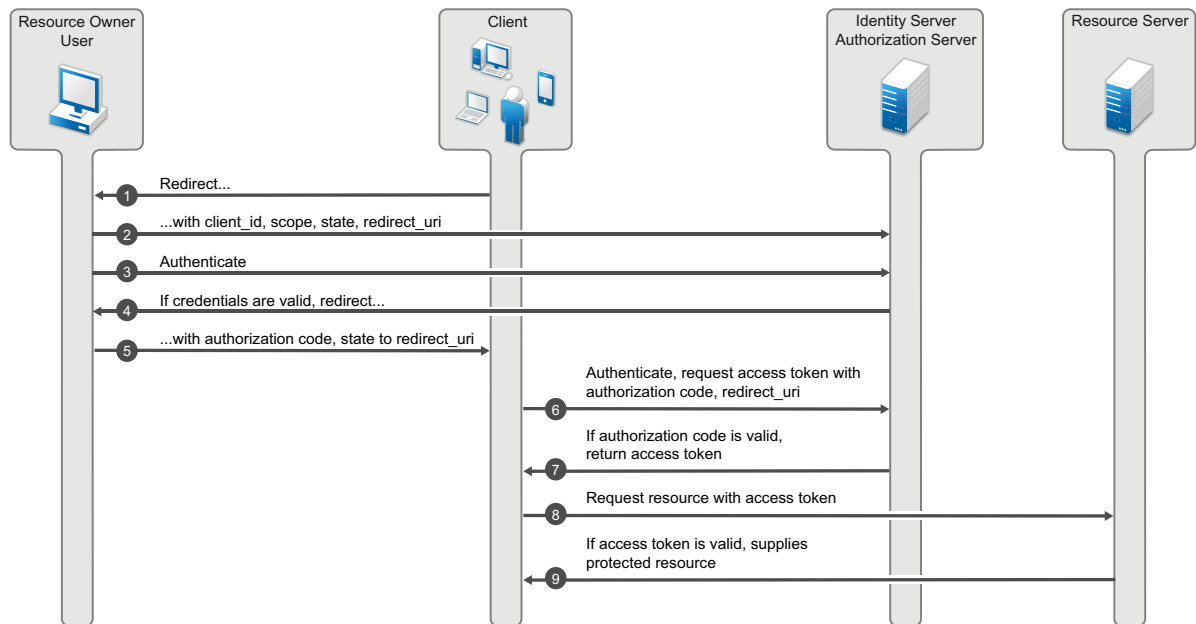 Resource Owner
User
Client
Identity Server
Authorization Server
Resource Server
1
Redirect...
2
...with client_id, scope, state, redirect_uri
3
Authenticate
4
If credentials are valid, redirect...
5
...with authorization code, state to redirect_uri
Authenticate, request access token with
authorization code, redirect_uri
6
If authorization code is valid,
return access token
7
Request resource with access token
8
If access token is valid, supplies
protected resource
9